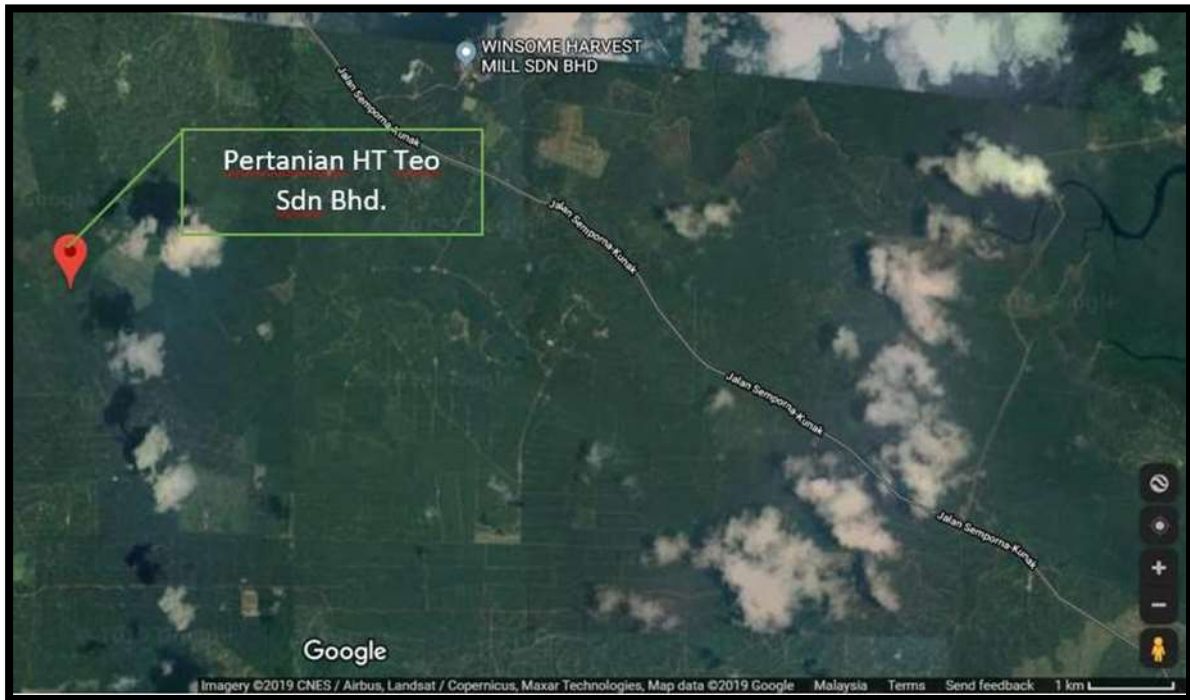 WINSOME HARVEST
MILL SDN BHD
Jalan Semporna-Kunak
Pertanian HT Teo
Sdn Bhd.
Jalan Semporna-Kunak
Jalan Semporna-Kunak
Jalan Semporna-Kunak
Google
Imagery ©2019 CNES / Airbus, Landsat / Copernicus, Maxar Technologies, Map data ©2019 Google Malaysia Terms Send feedback 1 km